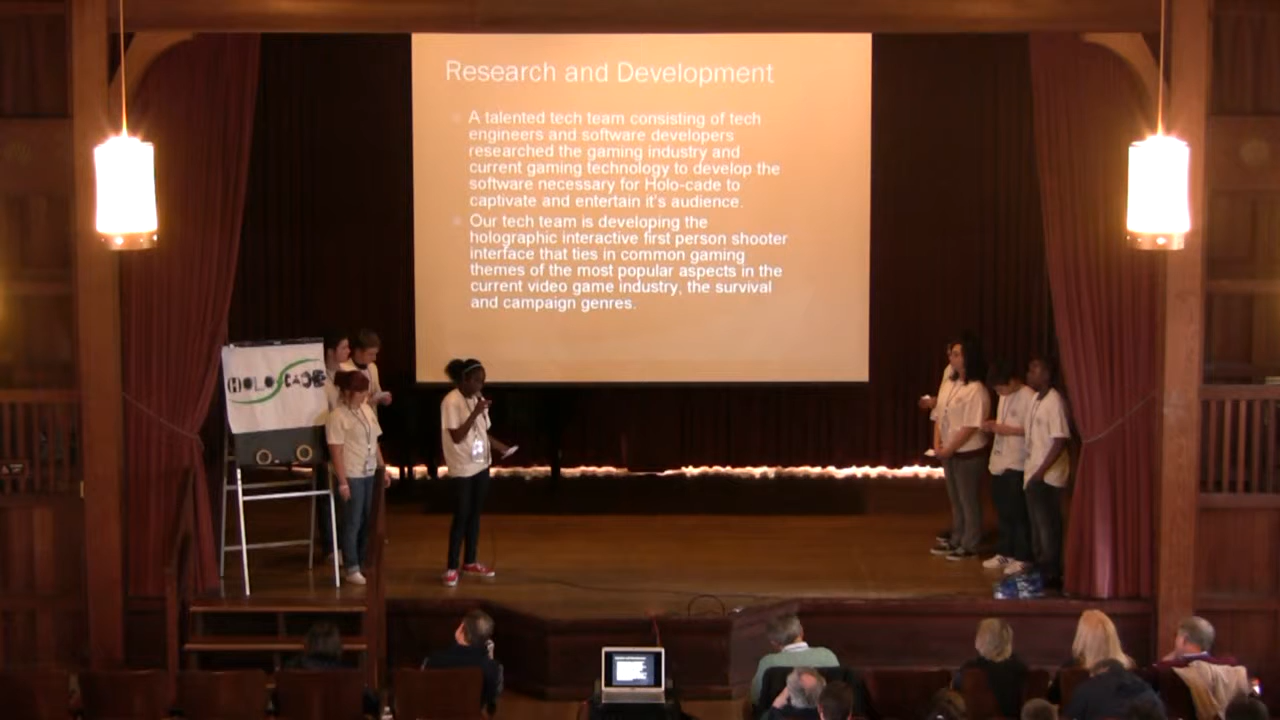 Research and Development
A talented tech team consisting of tech
engineers and software developers
researched the gaming industry and
current gaming technology to develop the
software necessary for Holo-cade to
captivate and entertain it's audience.
Our tech team is developing the
holographic interactive first person shooter
interface that ties in common gaming
themes of the most popular aspects in the
current video game industry, the survival
and campaign genres.
HOLO-CADE